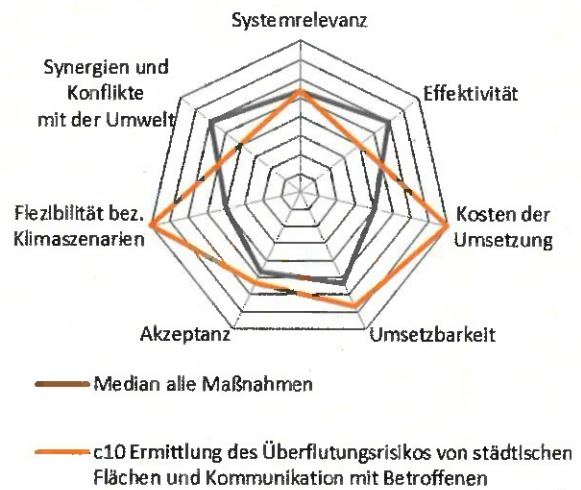 Systemrelevanz
Effektivität
Kosten der
Umsetzung
Umsetzbarkeit
Akzeptanz
Flexibilität bez.
Klimaszenarien
Synergien und
Konflikte
mit der Umwelt
Median alle Maßnahmen
c10 Ermittlung des Überflutungsrisikos von städtischen
Flächen und Kommunikation mit Betroffenen